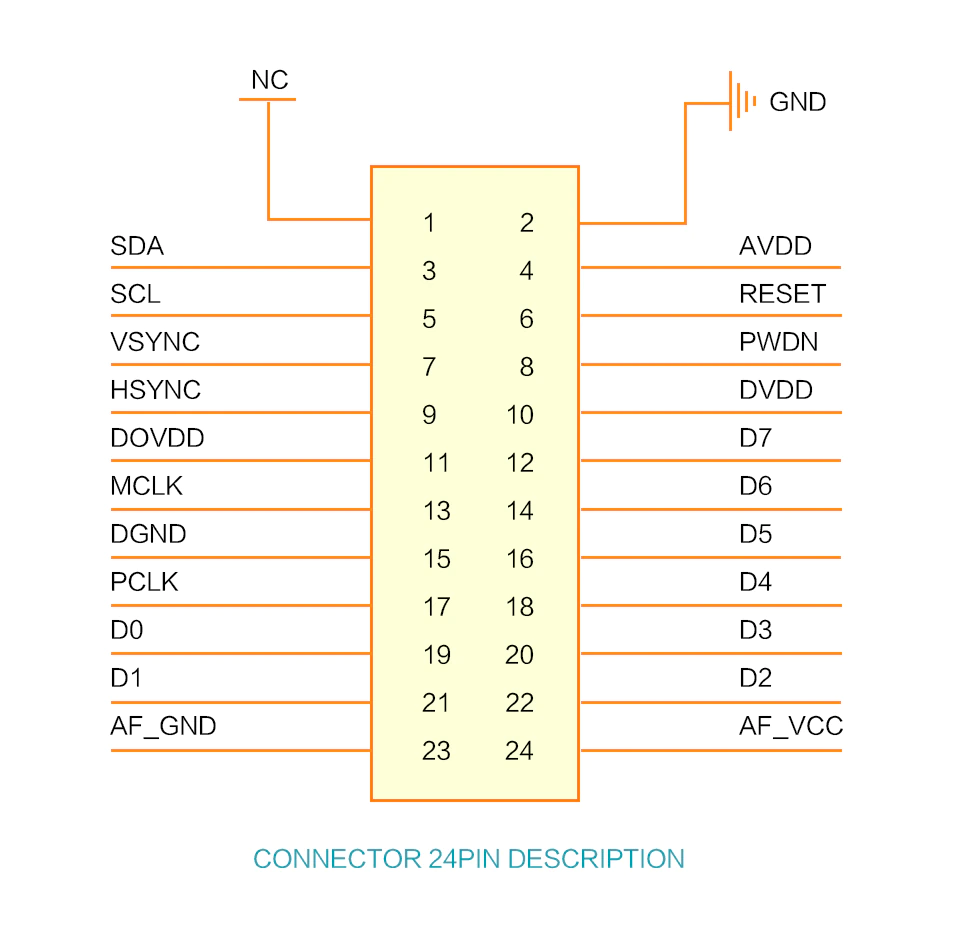 NC
GND
1 2
SDA AVDD
3 4
SCL RESET
5 6
VSYNC PWDN
7 8
HSYNC DVDD
9 10
DOVDD D7
11 12
MCLK D6
13 14
DGND D5
15 16
PCLK D4
17 18
D0 D3
19 20
D1 D2
21 22
AF_GND AF_VCC
23 24
CONNECTOR 24PIN DESCRIPTION